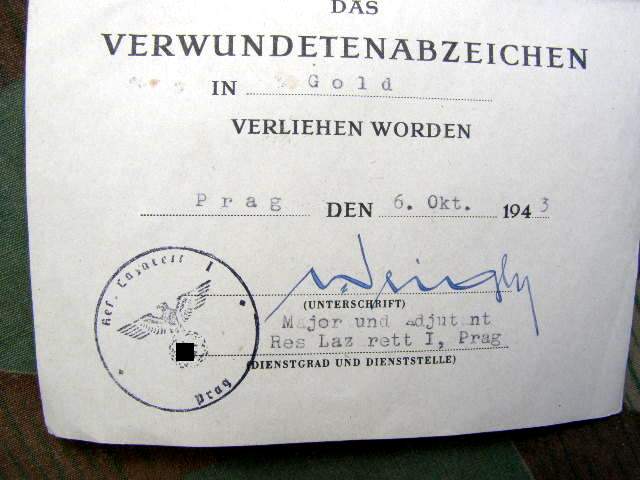 DAS
VERWUNDETENABZEICHEN
IN Gold
VERLIEHEN WORDEN
Prag DEN 6. Okt. 1943
(UNTERSCHRIFT)
Major und Adjutant
Res Lazarett I, Prag
(DIENSTGRAD UND DIENSTSTELLE)
Res. Lazarett I
Prag